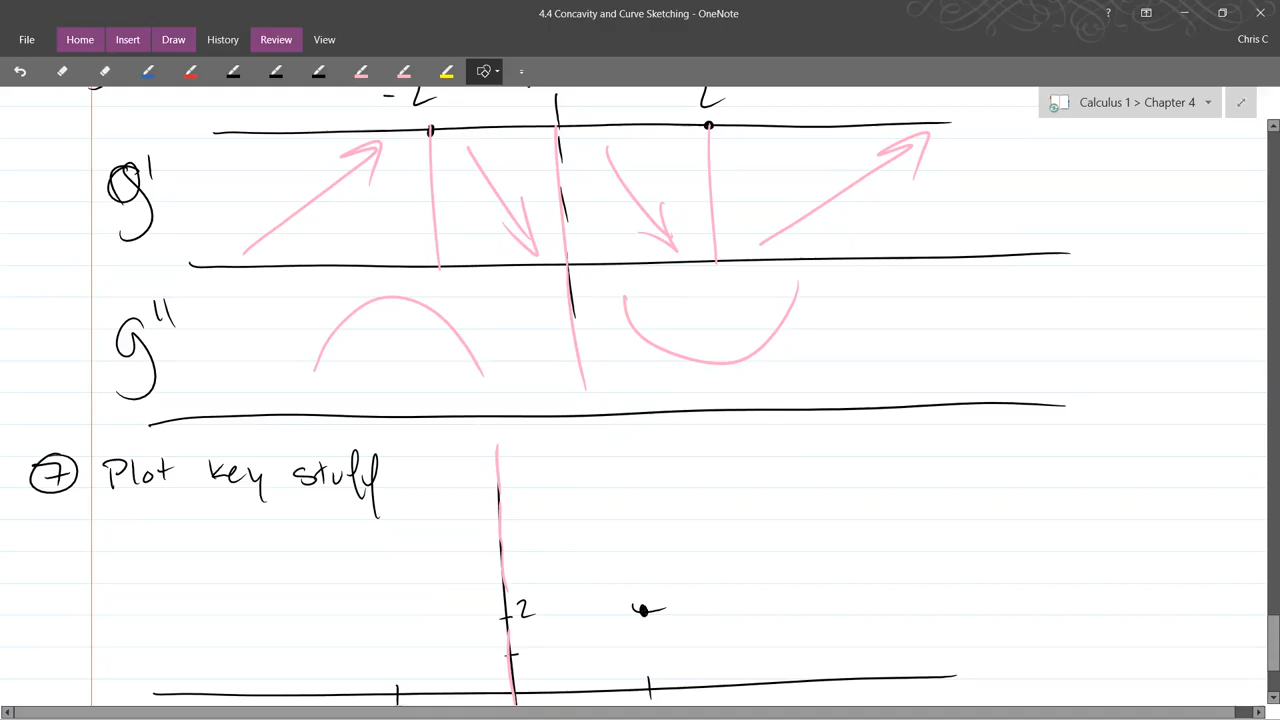 4.4 Concavity and Curve Sketching - OneNote
? Chris C
File Home Insert Draw History Review View
Calculus 1 > Chapter 4
-2 2
g'
g''
7 Plot key stuff
2